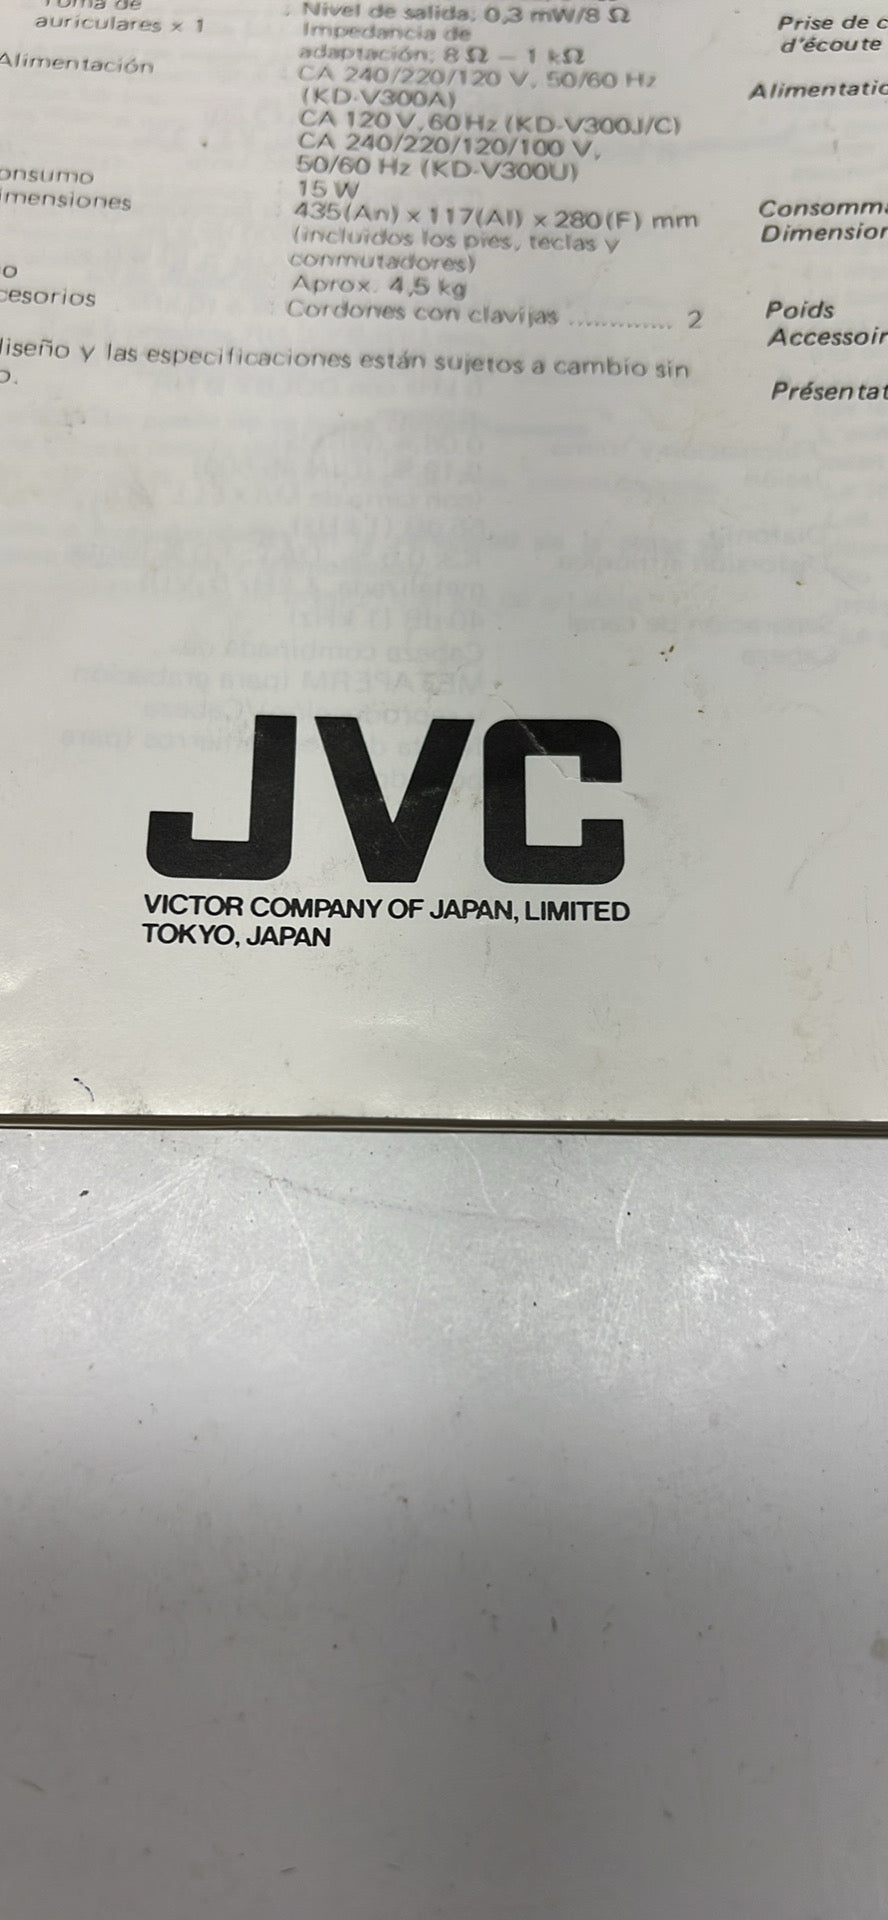 Toma de
auriculares × 1
: Nivel de salida; 0,3 mW/8 Ω
Impedancia de
adaptación; 8 Ω – 1 kΩ
Alimentación
CA 240/220/120 V, 50/60 Hz
(KD-V300A)
CA 120 V, 60 Hz (KD-V300J/C)
CA 240/220/120/100 V,
50/60 Hz (KD-V300U)
onsumo
: 15 W
imensiones
: 435(An) × 117(Al) × 280(F) mm
(incluidos los pies, teclas y
conmutadores)
o
: Aprox. 4,5 kg
cesorios
: Cordones con clavijas ............. 2
diseño y las especificaciones están sujetos a cambio sin
o.
Prise de c
d'écoute
Alimentatio
Consomma
Dimension
Poids
Accessoir
Présentat
JVC
VICTOR COMPANY OF JAPAN, LIMITED
TOKYO, JAPAN